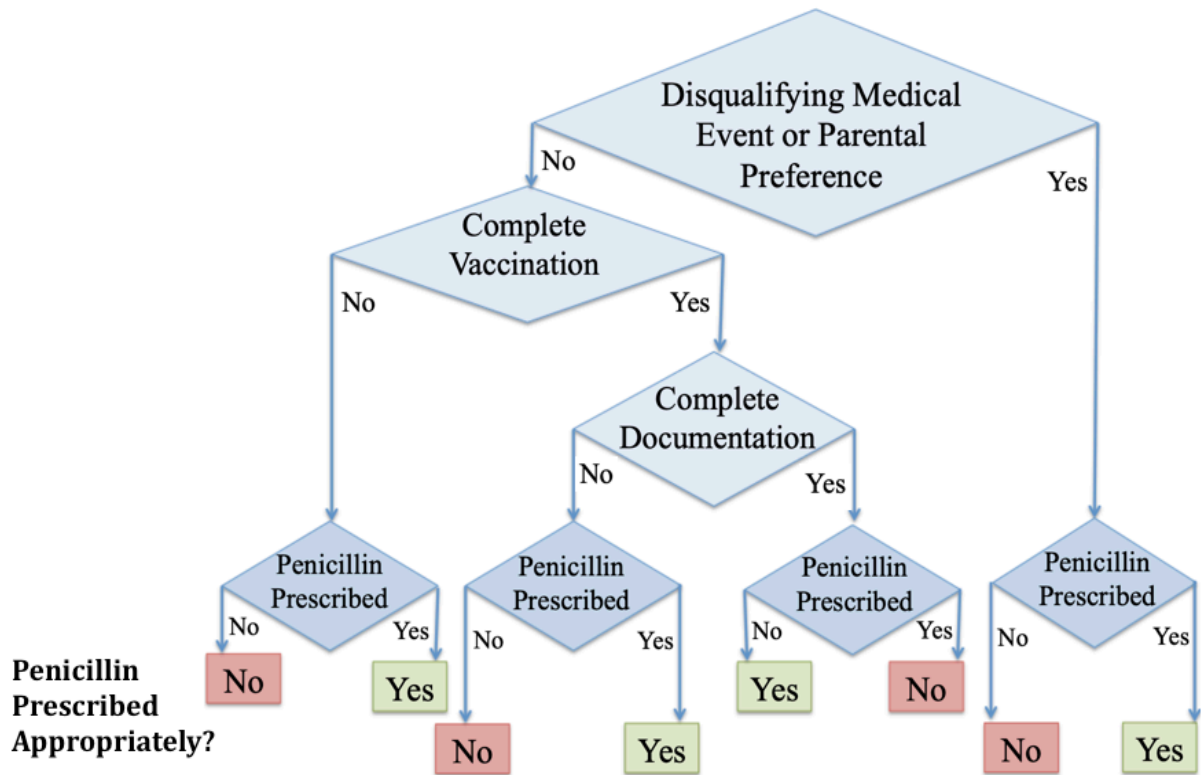 Disqualifying Medical
Event or Parental
Preference
No
Yes
Complete
Vaccination
No
Yes
Complete
Documentation
No
Yes
Penicillin
Prescribed
No
Yes
Penicillin
Prescribed
No
Yes
Penicillin
Prescribed
No
Yes
Penicillin
Prescribed
No
Yes
Penicillin
Prescribed
Appropriately?
No
Yes
No
Yes
Yes
No
No
Yes